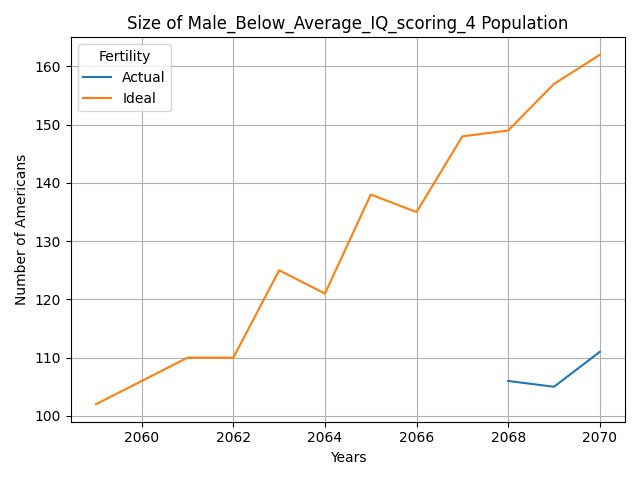 Size of Male_Below_Average_IQ_scoring_4 Population
Fertility
Actual
Ideal
Number of Americans
160
150
140
130
120
110
100
2060
2062
2064
2066
2068
2070
Years